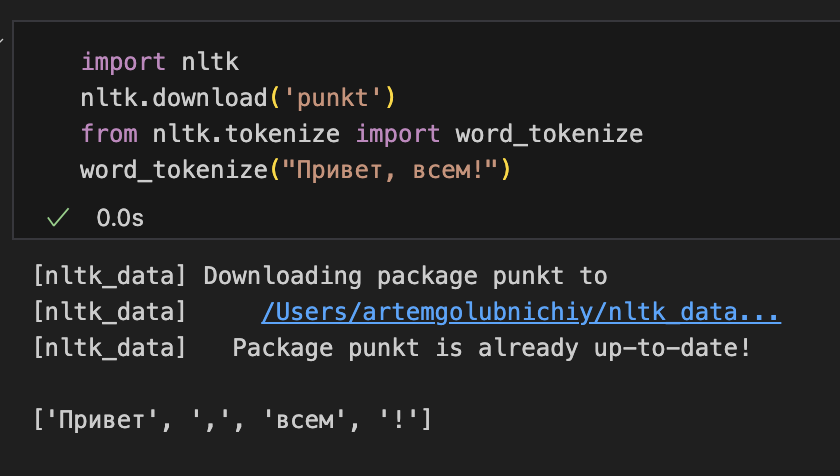 import nltk
nltk.download('punkt')
from nltk.tokenize import word_tokenize
word_tokenize("Привет, всем!")
0.0s
[nltk_data] Downloading package punkt to
[nltk_data]     /Users/artemgolubnichiy/nltk_data...
[nltk_data]   Package punkt is already up-to-date!
['Привет', ',', 'всем', '!']